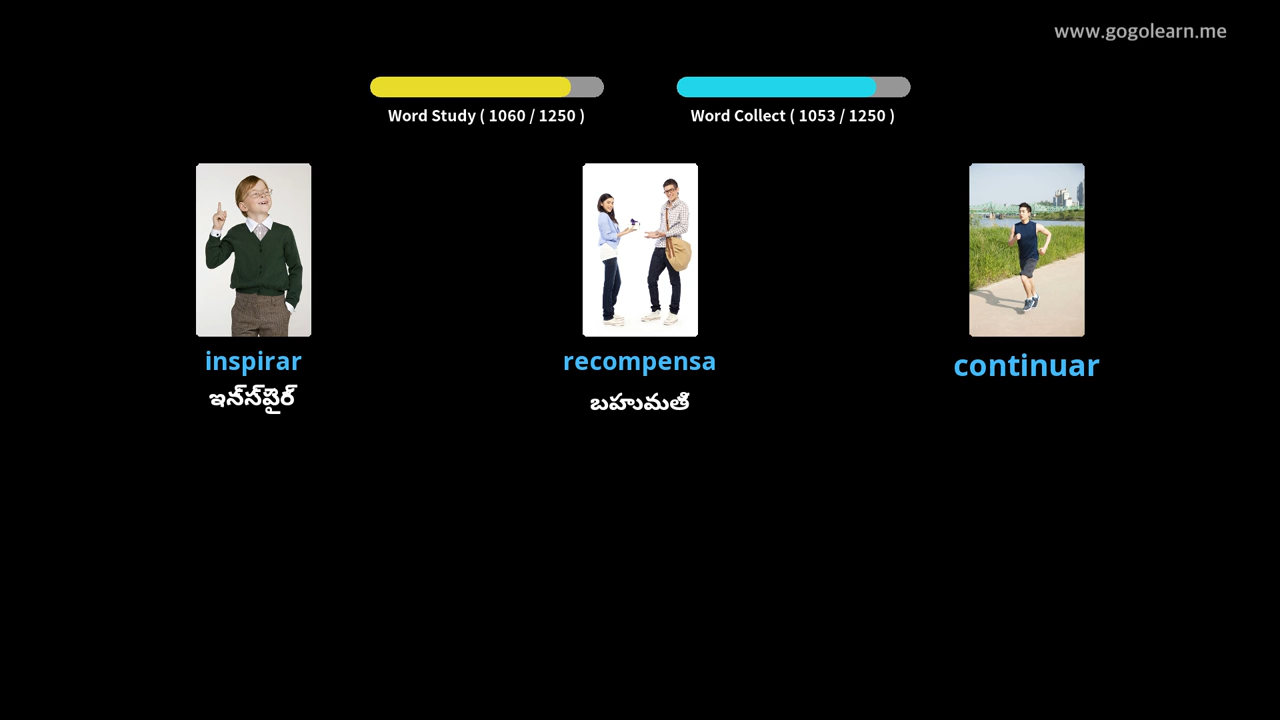 www.gogolearn.me
Word Study ( 1060 / 1250 )
Word Collect ( 1053 / 1250 )
inspirar
recompensa
continuar
ఇన్‌స్‌పైర్
బహుమతి